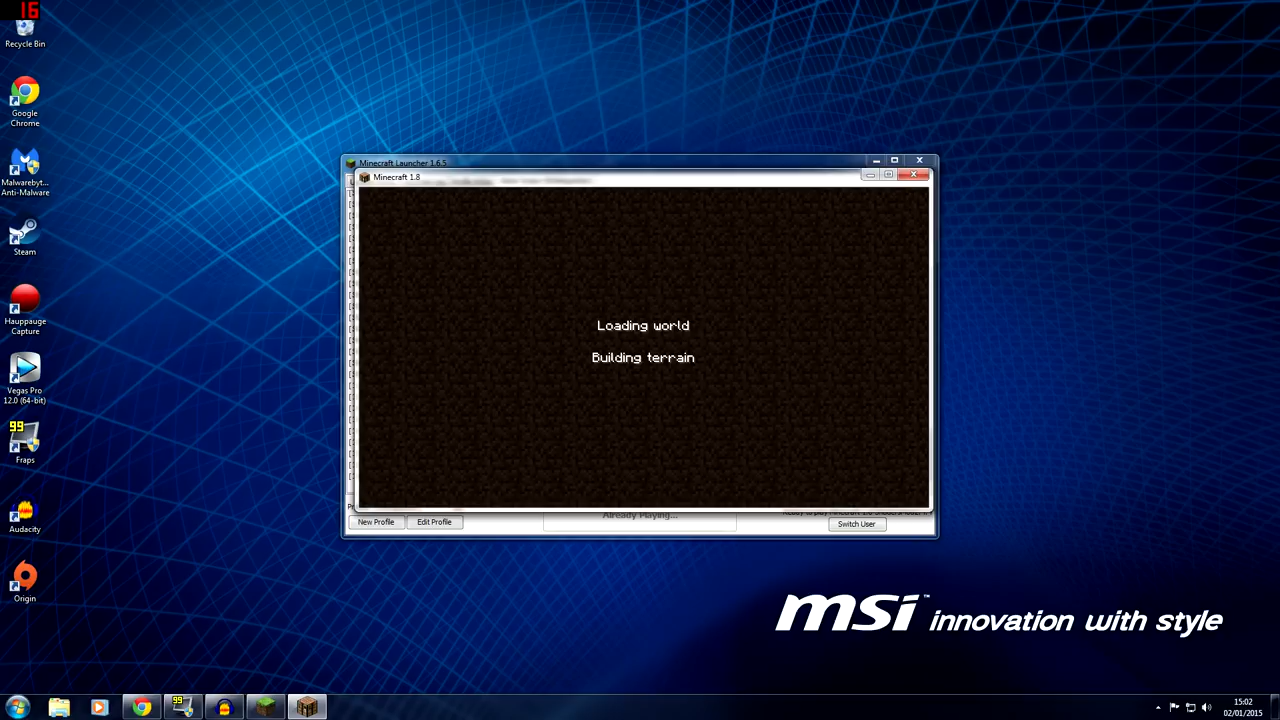 16
Recycle Bin
Google
Chrome
Malwarebyt...
Anti-Malware
Steam
Hauppauge
Capture
Vegas Pro
12.0 (64-bit)
99
Fraps
Audacity
Origin
Minecraft Launcher 1.6.5
Minecraft 1.8
Loading world
Building terrain
Already Playing...
New Profile
Edit Profile
Switch User
msi™ innovation with style
99
15:02
02/01/2015